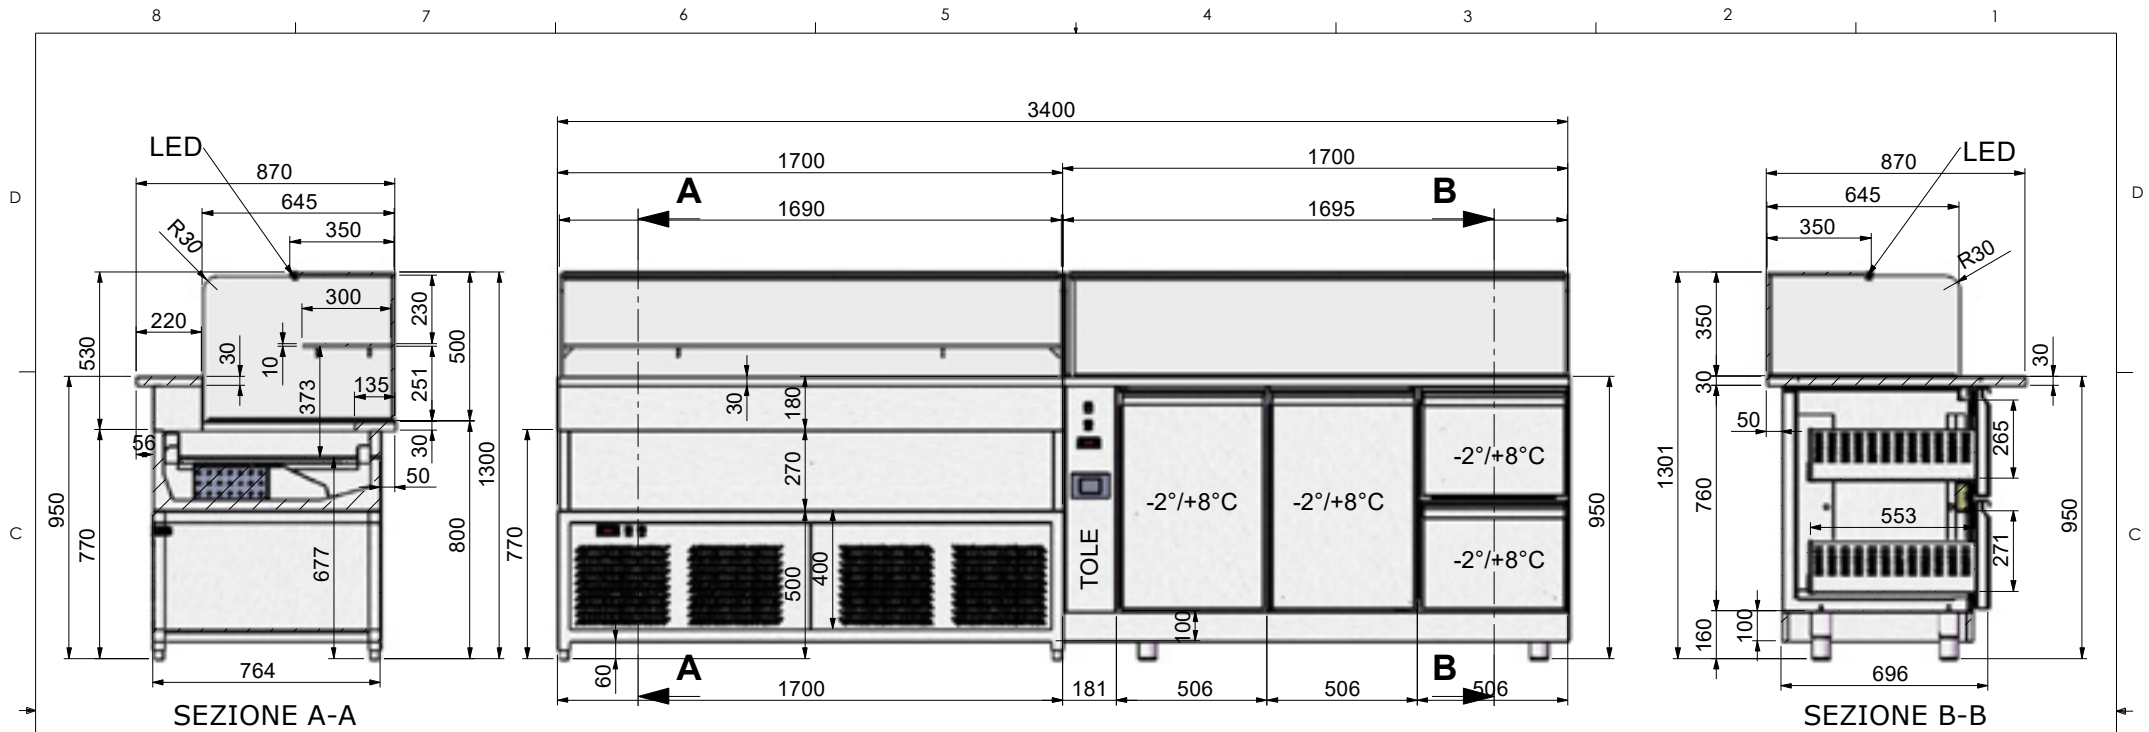 8 7 6 5 4 3 2 1
3400
LED
LED
1700
1700
870
870
A
B
D
D
645
1690
1695
645
R30
350
350
R30
300
230
220
30
530
10
373
135
251
500
1300
30
180
350
30
30
1301
56
50
30
50
265
950
770
677
800
770
270
500
400
-2°/+8°C
-2°/+8°C
-2°/+8°C
-2°/+8°C
TOLE
950
760
553
271
950
C
C
100
160
100
60
A
B
764
1700
181
506
506
506
696
SEZIONE A-A
SEZIONE B-B